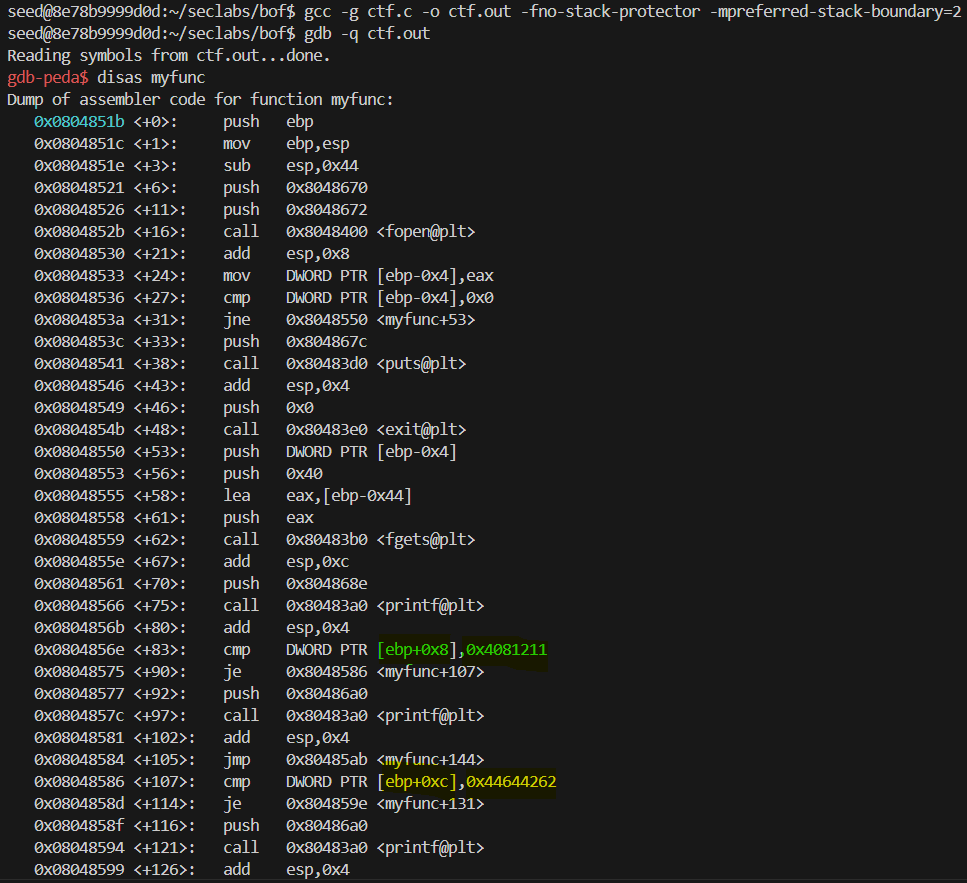 seed@8e78b9999d0d:~/seclabs/bof$ gcc -g ctf.c -o ctf.out -fno-stack-protector -mpreferred-stack-boundary=2
seed@8e78b9999d0d:~/seclabs/bof$ gdb -q ctf.out
Reading symbols from ctf.out...done.
gdb-peda$ disas myfunc
Dump of assembler code for function myfunc:
   0x0804851b <+0>:	push   ebp
   0x0804851c <+1>:	mov    ebp,esp
   0x0804851e <+3>:	sub    esp,0x44
   0x08048521 <+6>:	push   0x8048670
   0x08048526 <+11>:	push   0x8048672
   0x0804852b <+16>:	call   0x8048400 <fopen@plt>
   0x08048530 <+21>:	add    esp,0x8
   0x08048533 <+24>:	mov    DWORD PTR [ebp-0x4],eax
   0x08048536 <+27>:	cmp    DWORD PTR [ebp-0x4],0x0
   0x0804853a <+31>:	jne    0x8048550 <myfunc+53>
   0x0804853c <+33>:	push   0x804867c
   0x08048541 <+38>:	call   0x80483d0 <puts@plt>
   0x08048546 <+43>:	add    esp,0x4
   0x08048549 <+46>:	push   0x0
   0x0804854b <+48>:	call   0x80483e0 <exit@plt>
   0x08048550 <+53>:	push   DWORD PTR [ebp-0x4]
   0x08048553 <+56>:	push   0x40
   0x08048555 <+58>:	lea    eax,[ebp-0x44]
   0x08048558 <+61>:	push   eax
   0x08048559 <+62>:	call   0x80483b0 <fgets@plt>
   0x0804855e <+67>:	add    esp,0xc
   0x08048561 <+70>:	push   0x804868e
   0x08048566 <+75>:	call   0x80483a0 <printf@plt>
   0x0804856b <+80>:	add    esp,0x4
   0x0804856e <+83>:	cmp    DWORD PTR [ebp+0x8],0x4081211
   0x08048575 <+90>:	je     0x8048586 <myfunc+107>
   0x08048577 <+92>:	push   0x80486a0
   0x0804857c <+97>:	call   0x80483a0 <printf@plt>
   0x08048581 <+102>:	add    esp,0x4
   0x08048584 <+105>:	jmp    0x80485ab <myfunc+144>
   0x08048586 <+107>:	cmp    DWORD PTR [ebp+0xc],0x44644262
   0x0804858d <+114>:	je     0x804859e <myfunc+131>
   0x0804858f <+116>:	push   0x80486a0
   0x08048594 <+121>:	call   0x80483a0 <printf@plt>
   0x08048599 <+126>:	add    esp,0x4